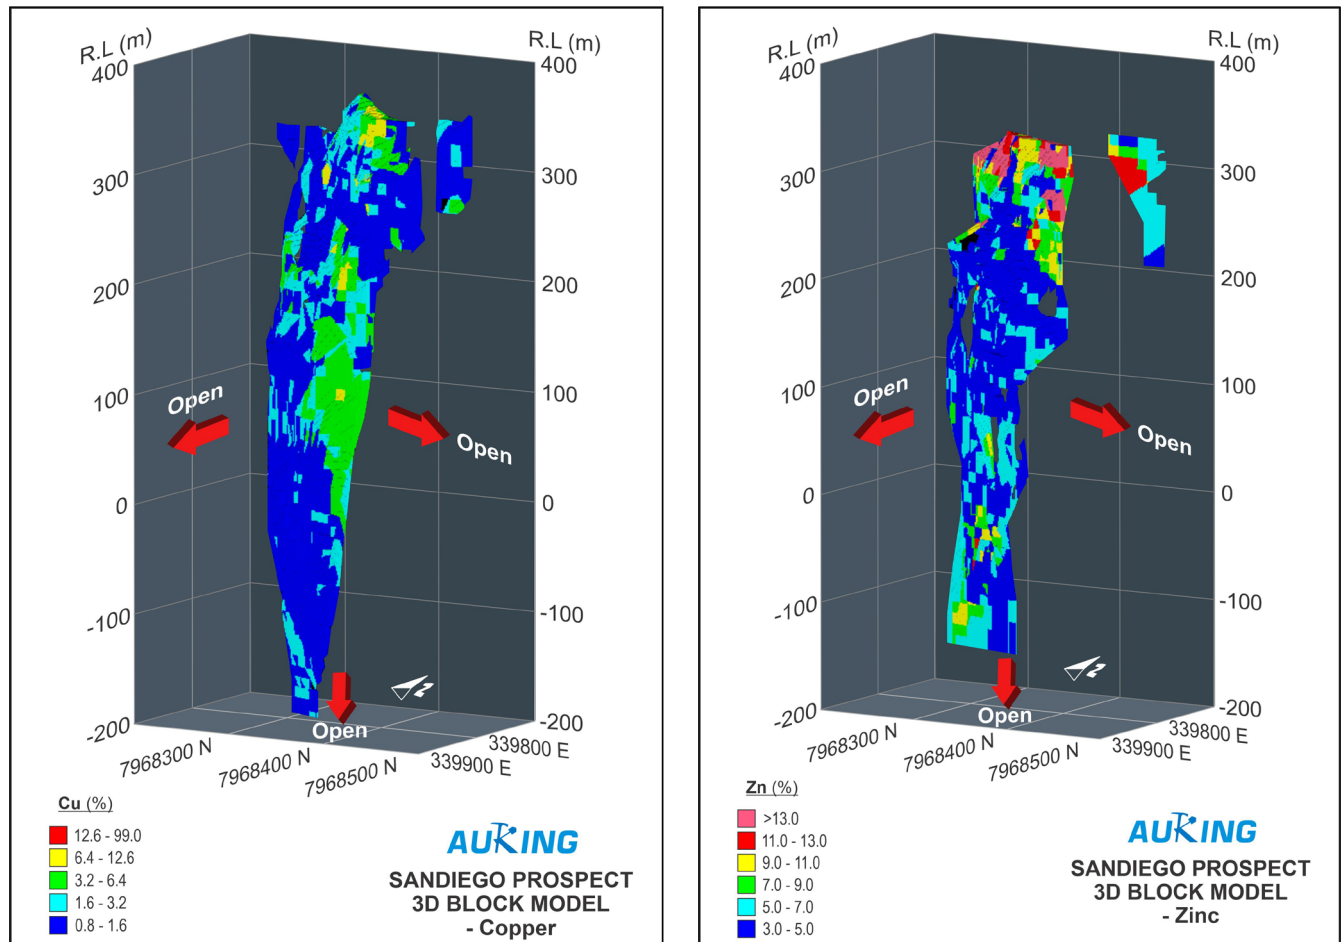 R.L (m)
400
300
200
100
0
-100
-200
R.L (m)
400
300
200
100
0
-100
-200
Open
Open
Open
N
7968300 N
7968400 N
7968500 N
339800 E
339900 E
Cu (%)
12.6 - 99.0
6.4 - 12.6
3.2 - 6.4
1.6 - 3.2
0.8 - 1.6
AUKING
SANDIEGO PROSPECT
3D BLOCK MODEL
- Copper
R.L (m)
400
300
200
100
0
-100
-200
R.L (m)
400
300
200
100
0
-100
-200
Open
Open
Open
N
7968300 N
7968400 N
7968500 N
339800 E
339900 E
Zn (%)
>13.0
11.0 - 13.0
9.0 - 11.0
7.0 - 9.0
5.0 - 7.0
3.0 - 5.0
AUKING
SANDIEGO PROSPECT
3D BLOCK MODEL
- Zinc